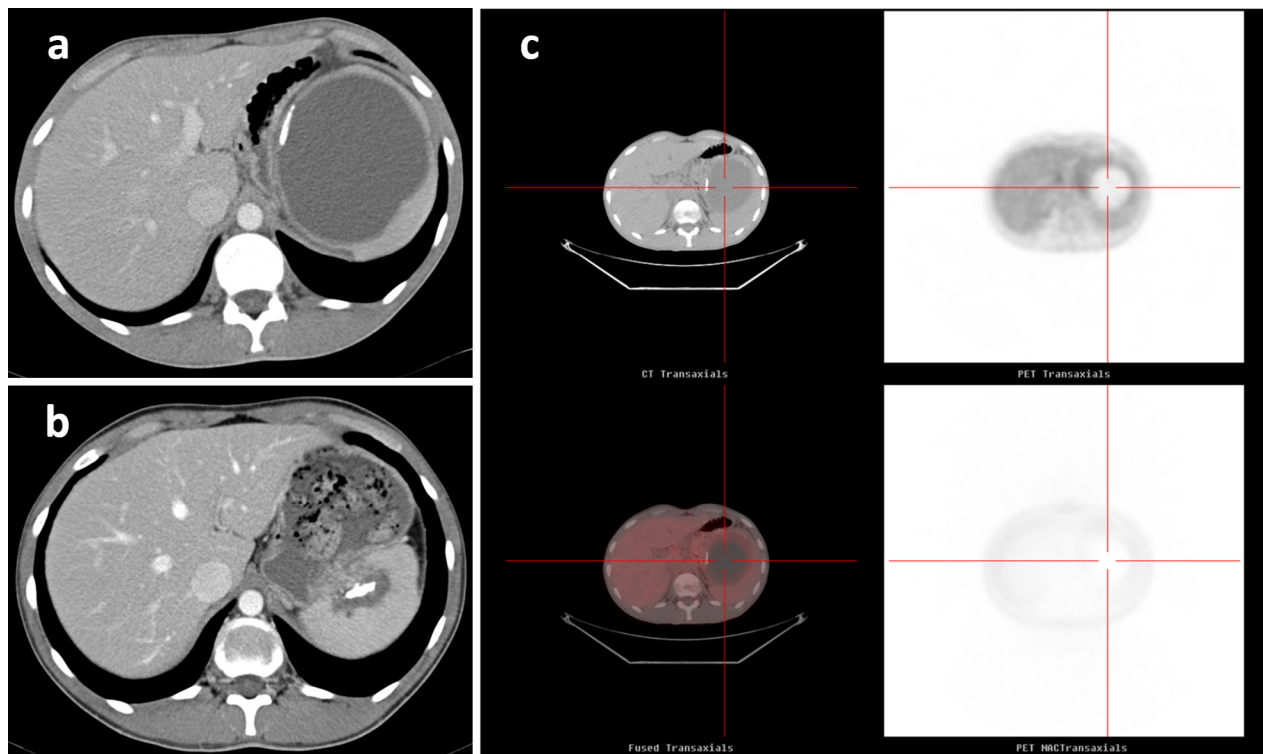 a
b
c
CT Transaxials
PET Transaxials
Fused Transaxials
PET NACTransaxials